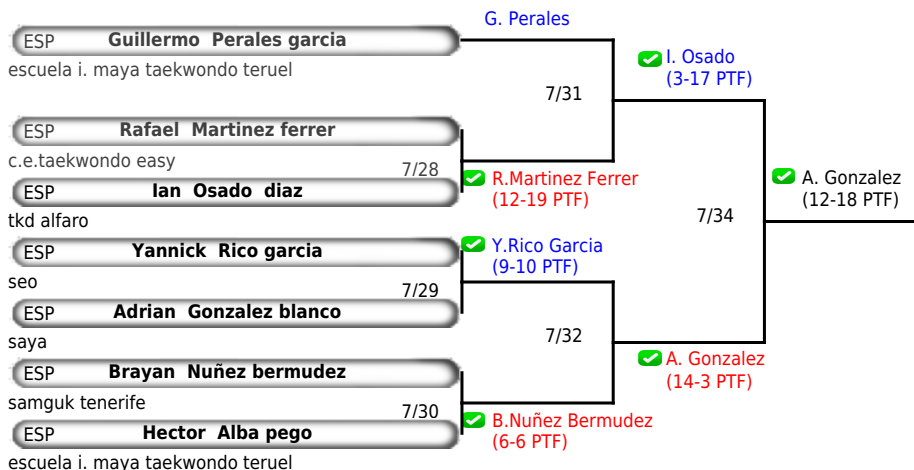 G. Perales
ESP Guillermo Perales garcia
escuela i. maya taekwondo teruel
I. Osado
(3-17 PTF)
7/31
ESP Rafael Martinez ferrer
c.e.taekwondo easy
7/28
R.Martinez Ferrer
(12-19 PTF)
ESP Ian Osado diaz
tkd alfaro
A. Gonzalez
(12-18 PTF)
7/34
ESP Yannick Rico garcia
seo
Y.Rico Garcia
(9-10 PTF)
7/29
ESP Adrian Gonzalez blanco
saya
7/32
A. Gonzalez
(14-3 PTF)
ESP Brayan Nuñez bermudez
samguk tenerife
7/30
B.Nuñez Bermudez
(6-6 PTF)
ESP Hector Alba pego
escuela i. maya taekwondo teruel